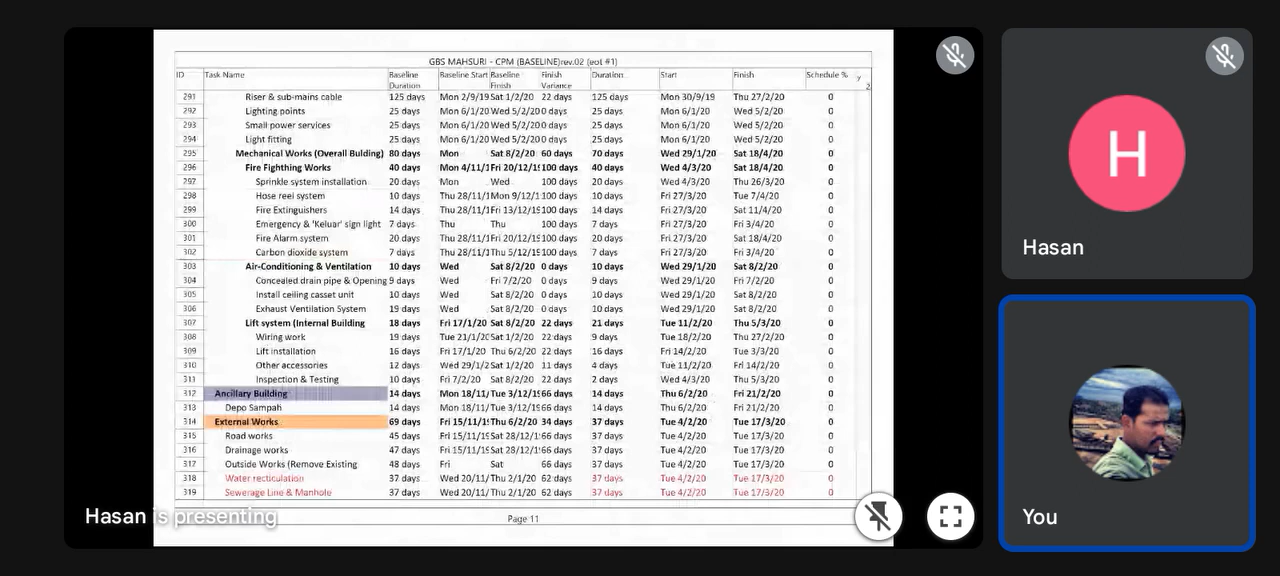 GBS MAHSURI - CPM (BASELINE)rev.02 (eot #1)
ID Task Name Baseline Duration Baseline Start Baseline Finish Finish Variance Duration Start Finish Schedule % y 2
291 Riser & sub-mains cable 125 days Mon 2/9/19 Sat 1/2/20 22 days 125 days Mon 30/9/19 Thu 27/2/20 0
292 Lighting points 25 days Mon 6/1/20 Wed 5/2/20 0 days 25 days Mon 6/1/20 Wed 5/2/20 0
293 Small power services 25 days Mon 6/1/20 Wed 5/2/20 0 days 25 days Mon 6/1/20 Wed 5/2/20 0
294 Light fitting 25 days Mon 6/1/20 Wed 5/2/20 0 days 25 days Mon 6/1/20 Wed 5/2/20 0
295 Mechanical Works (Overall Bulding) 80 days Mon Sat 8/2/20 60 days 70 days Wed 29/1/20 Sat 18/4/20 0
296 Fire Fighthing Works 40 days Mon 4/11/1 Fri 20/12/19 100 days 40 days Wed 4/3/20 Sat 18/4/20 0
297 Sprinkle system installation 20 days Mon Wed 100 days 20 days Wed 4/3/20 Thu 26/3/20 0
298 Hose reel system 10 days Thu 28/11/1 Mon 9/12/1 100 days 10 days Fri 27/3/20 Tue 7/4/20 0
299 Fire Extinguishers 14 days Thu 28/11/1 Fri 13/12/19 100 days 14 days Fri 27/3/20 Sat 11/4/20 0
300 Emergency & 'Keluar' sign light 7 days Thu Thu 100 days 7 days Fri 27/3/20 Fri 3/4/20 0
301 Fire Alarm system 20 days Thu 28/11/1 Fri 20/12/19 100 days 20 days Fri 27/3/20 Sat 18/4/20 0
302 Carbon dioxide system 7 days Thu 28/11/1 Thu 5/12/19 100 days 7 days Fri 27/3/20 Fri 3/4/20 0
303 Air-Conditioning & Ventilation 10 days Wed Sat 8/2/20 0 days 10 days Wed 29/1/20 Sat 8/2/20 0
304 Concealed drain pipe & Opening 9 days Wed Fri 7/2/20 0 days 9 days Wed 29/1/20 Fri 7/2/20 0
305 Install ceiling casset unit 10 days Wed Sat 8/2/20 0 days 10 days Wed 29/1/20 Sat 8/2/20 0
306 Exhaust Ventilation System 19 days Wed Sat 8/2/20 0 days 10 days Wed 29/1/20 Sat 8/2/20 0
307 Lift system (Internal Building 18 days Fri 17/1/20 Sat 8/2/20 22 days 21 days Tue 11/2/20 Thu 5/3/20 0
308 Wiring work 19 days Tue 21/1/20 Sat 1/2/20 22 days 9 days Tue 18/2/20 Thu 27/2/20 0
309 Lift installation 16 days Fri 17/1/20 Thu 6/2/20 22 days 16 days Fri 14/2/20 Tue 3/3/20 0
310 Other accessories 12 days Wed 29/1/2 Sat 1/2/20 11 days 4 days Tue 11/2/20 Fri 14/2/20 0
311 Inspection & Testing 10 days Fri 7/2/20 Sat 8/2/20 22 days 2 days Wed 4/3/20 Thu 5/3/20 0
312 Ancillary Building 14 days Mon 18/11/ Tue 3/12/19 66 days 14 days Thu 6/2/20 Fri 21/2/20 0
313 Depo Sampah 14 days Mon 18/11/ Tue 3/12/19 66 days 14 days Thu 6/2/20 Fri 21/2/20 0
314 External Works 69 days Fri 15/11/1 Thu 6/2/20 34 days 37 days Tue 4/2/20 Tue 17/3/20 0
315 Road works 45 days Fri 15/11/19 Sat 28/12/1 66 days 37 days Tue 4/2/20 Tue 17/3/20 0
316 Drainage works 47 days Fri 15/11/19 Sat 28/12/1 66 days 37 days Tue 4/2/20 Tue 17/3/20 0
317 Outside Works (Remove Existing 48 days Fri Sat 66 days 37 days Tue 4/2/20 Tue 17/3/20 0
318 Water recticulation 37 days Wed 20/11/ Thu 2/1/20 62 days 37 days Tue 4/2/20 Tue 17/3/20 0
319 Sewerage Line & Manhole 37 days Wed 20/11/ Thu 2/1/20 62 days 37 days Tue 4/2/20 Tue 17/3/20 0
Page 11
Hasan is presenting
H
Hasan
You